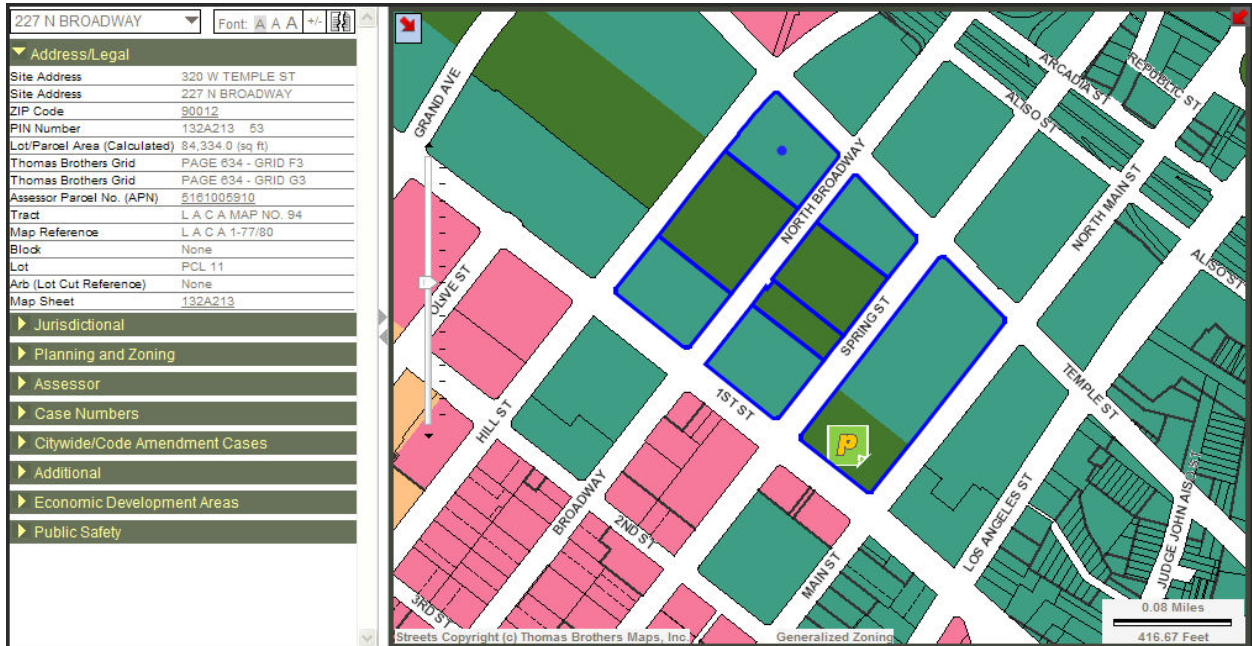 227 N BROADWAY
Font: A A A +/-
Address/Legal
Site Address 320 W TEMPLE ST
Site Address 227 N BROADWAY
ZIP Code 90012
PIN Number 132A213 53
Lot/Parcel Area (Calculated) 84,334.0 (sq ft)
Thomas Brothers Grid PAGE 634 - GRID F3
Thomas Brothers Grid PAGE 634 - GRID G3
Assessor Parcel No. (APN) 5161005910
Tract L A C A MAP NO. 94
Map Reference L A C A 1-77/80
Block None
Lot PCL 11
Arb (Lot Cut Reference) None
Map Sheet 132A213
Jurisdictional
Planning and Zoning
Assessor
Case Numbers
Citywide/Code Amendment Cases
Additional
Economic Development Areas
Public Safety
GRAND AVE
ARCADIA ST
REPUBLIC ST
ALISO ST
NORTH BROADWAY
NORTH MAIN ST
ALISO ST
OLIVE ST
SPRING ST
TEMPLE ST
1ST ST
HILL ST
P
BROADWAY
2ND ST
MAIN ST
LOS ANGELES ST
JUDGE JOHN AISO ST
3RD ST
0.08 Miles
416.67 Feet
Streets Copyright (c) Thomas Brothers Maps, Inc.
Generalized Zoning